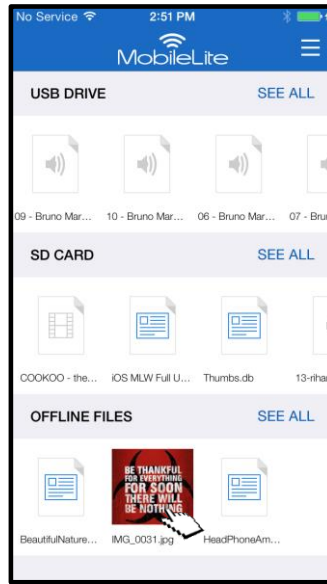 No Service 2:51 PM
MobileLite
USB DRIVE SEE ALL
09 - Bruno Mar... 10 - Bruno Mar... 06 - Bruno Mar... 07 - Bru
SD CARD SEE ALL
COOKOO - the... iOS MLW Full U... Thumbs.db 13-riha
OFFLINE FILES SEE ALL
BE THANKFUL
FOR EVERYTHING
FOR SOON
THERE WILL
BE NOTHING
BeautifulNature... IMG_0031.jpg HeadPhoneAm...